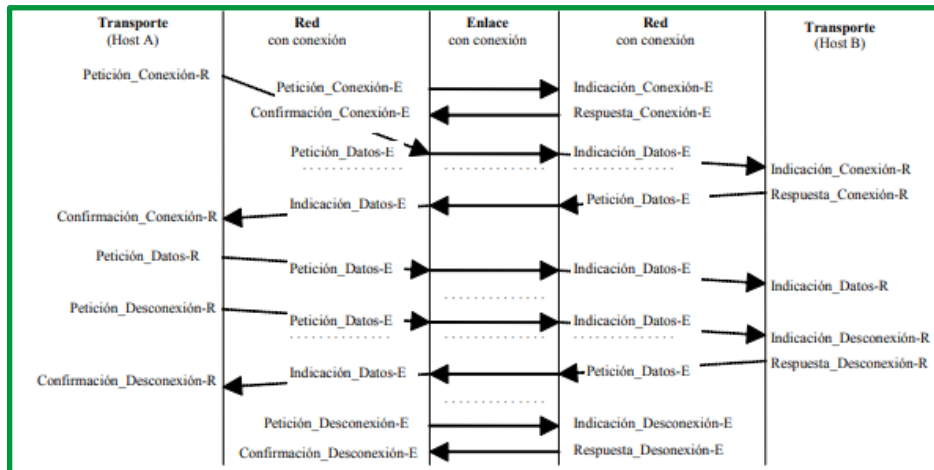 Transporte Red Enlace Red Transporte
(Host A) con conexión con conexión con conexión (Host B)
Petición_Conexión-R
Petición_Conexión-E Indicación_Conexión-E
Confirmación_Conexión-E Respuesta_Conexión-E
Petición_Datos-E Indicación_Datos-E
Indicación_Conexión-R
Respuesta_Conexión-R
Indicación_Datos-E Petición_Datos-E
Confirmación_Conexión-R
Petición_Datos-R
Petición_Datos-E Indicación_Datos-E
Indicación_Datos-R
Petición_Desconexión-R
Petición_Datos-E Indicación_Datos-E
Indicación_Desconexión-R
Respuesta_Desconexión-R
Indicación_Datos-E Petición_Datos-E
Confirmación_Desconexión-R
Petición_Desconexión-E Indicación_Desconexión-E
Confirmación_Desconexión-E Respuesta_Desonexión-E